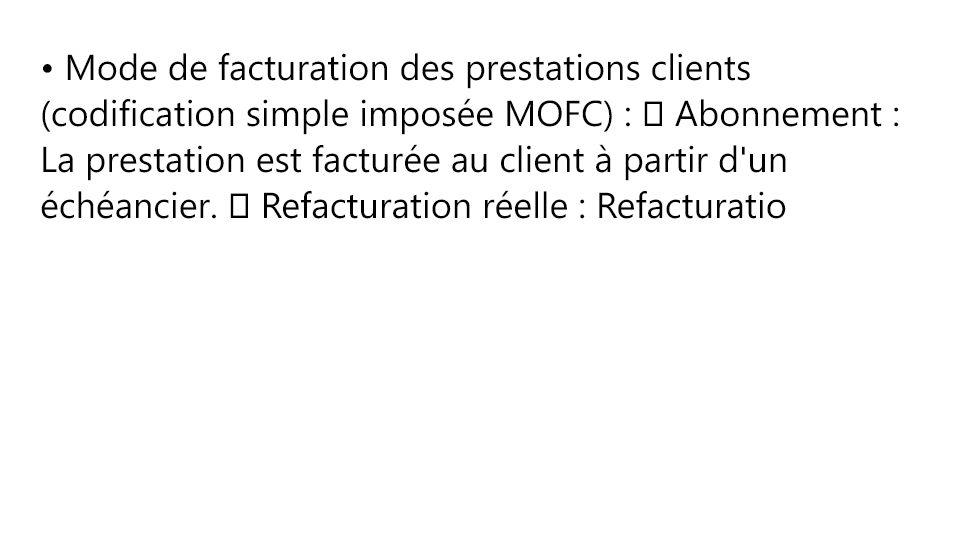 • Mode de facturation des prestations clients
(codification simple imposée MOFC) : ▯ Abonnement :
La prestation est facturée au client à partir d'un
échéancier. ▯ Refacturation réelle : Refacturatio